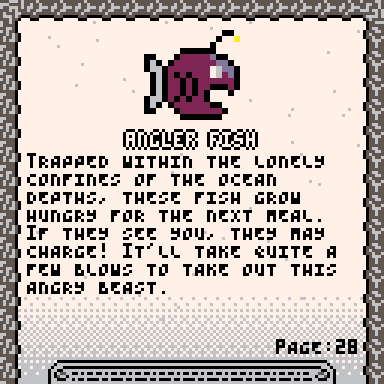 ANGLER FISH
TRAPPED WITHIN THE LONELY
CONFINES OF THE OCEAN
DEPTHS, THESE FISH GROW
HUNGRY FOR THE NEXT MEAL.
IF THEY SEE YOU, THEY MAY
CHARGE! IT'LL TAKE QUITE A
FEW BLOWS TO TAKE OUT THIS
ANGRY BEAST.
PAGE:28